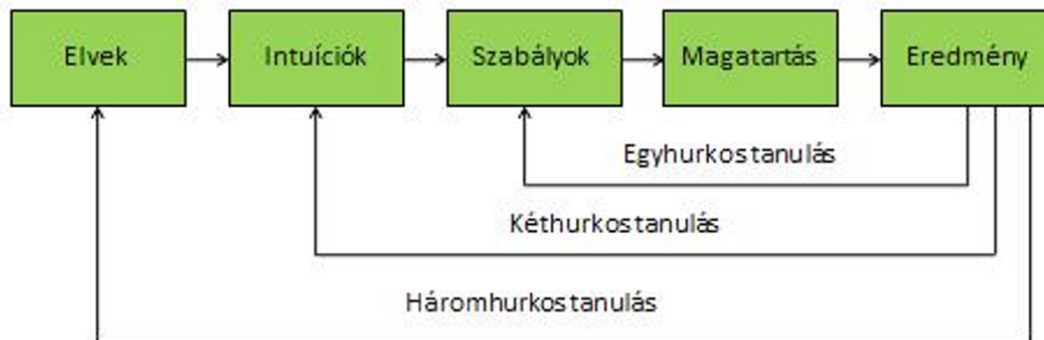 Elvek
Intuíciók
Szabályok
Magatartás
Eredmény
Egyhurkos tanulás
Kéthurkos tanulás
Háromhurkos tanulás